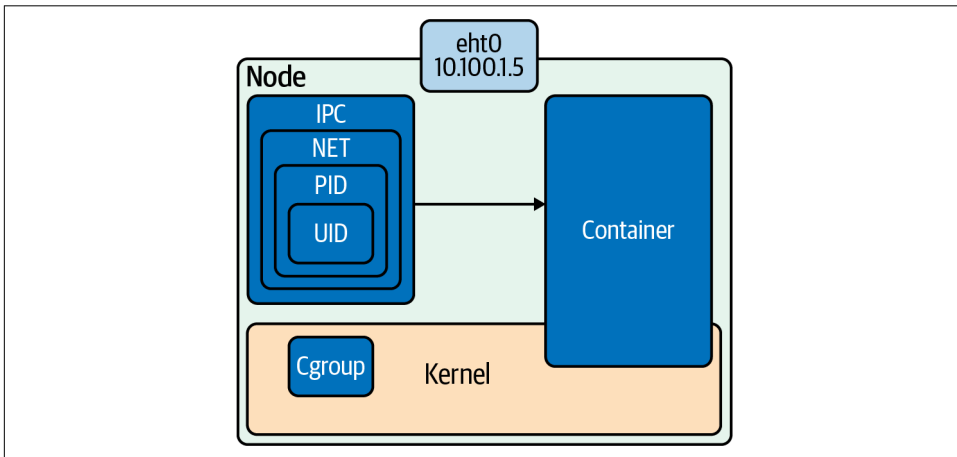 eht0
10.100.1.5
Node
IPC
NET
PID
UID
Container
Cgroup
Kernel